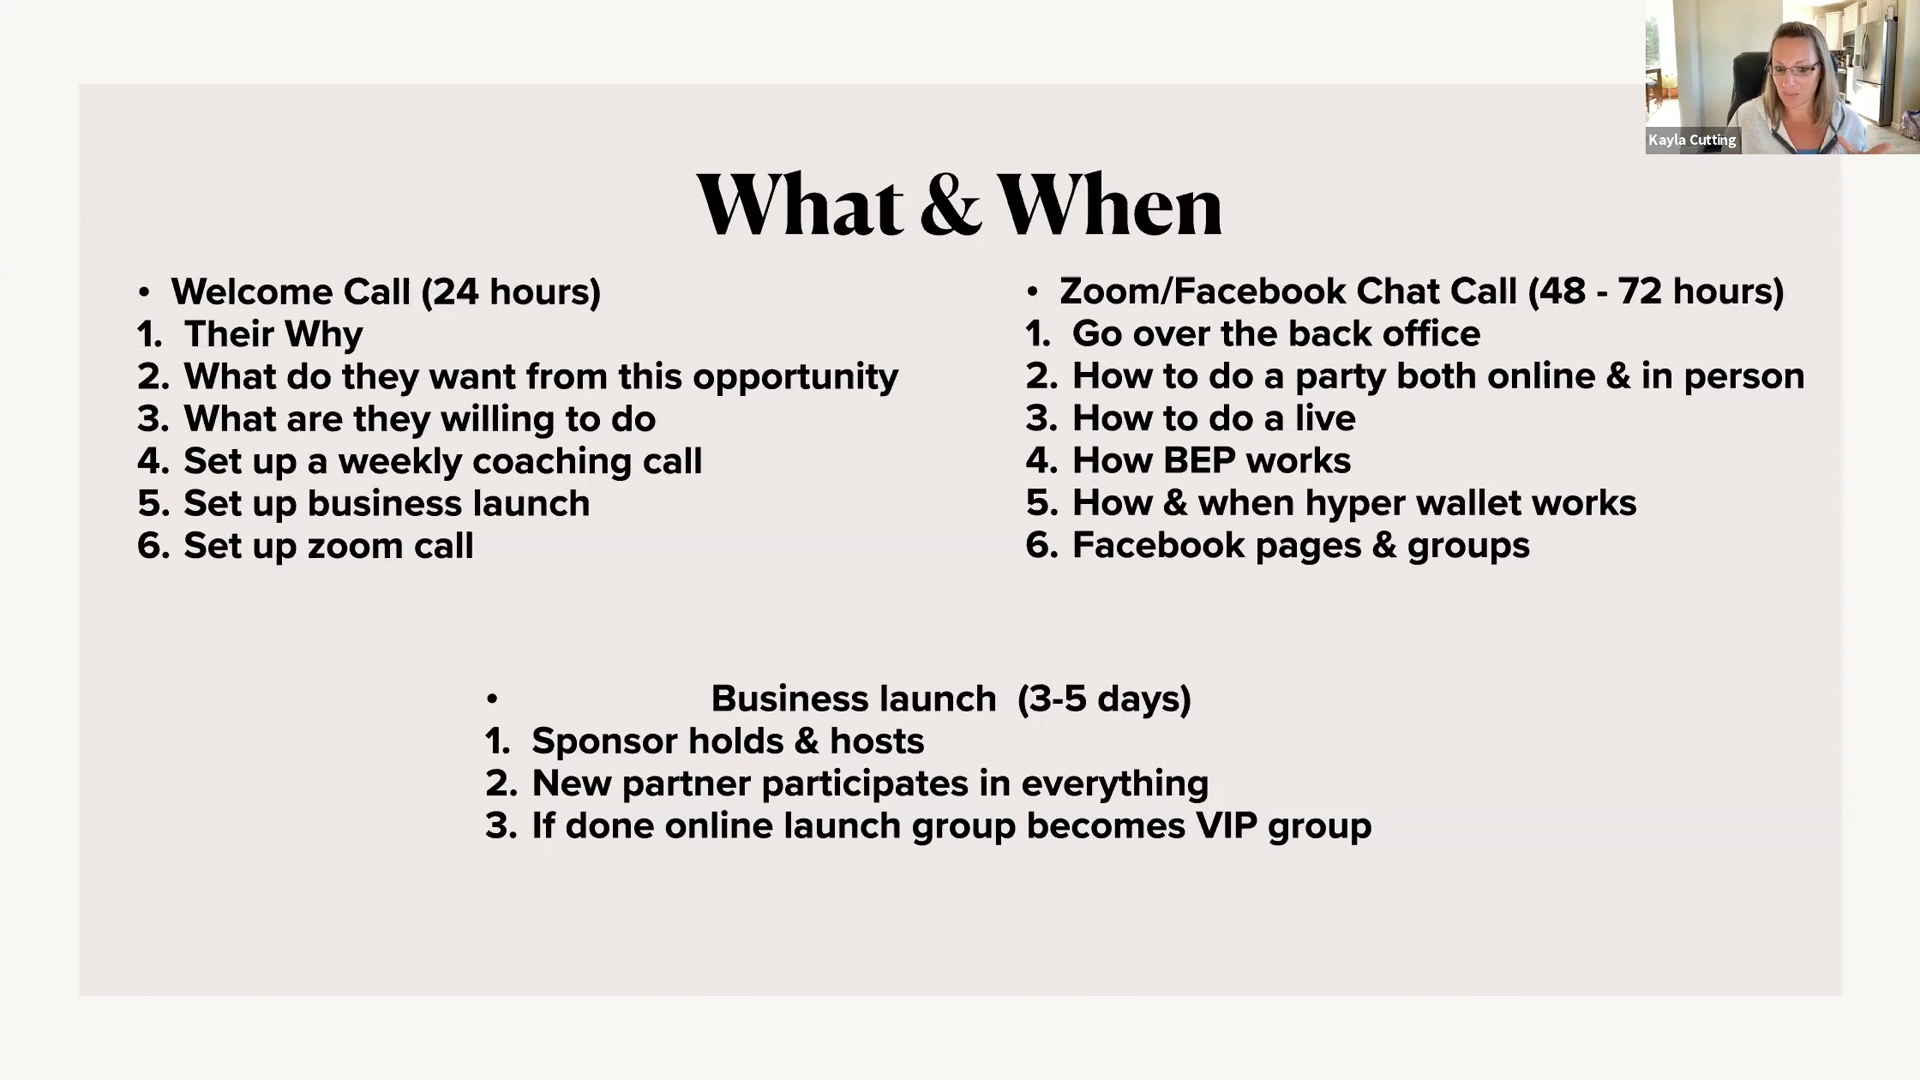 Kayla Cutting
What & When
• Welcome Call (24 hours)
1. Their Why
2. What do they want from this opportunity
3. What are they willing to do
4. Set up a weekly coaching call
5. Set up business launch
6. Set up zoom call
• Zoom/Facebook Chat Call (48 - 72 hours)
1. Go over the back office
2. How to do a party both online & in person
3. How to do a live
4. How BEP works
5. How & when hyper wallet works
6. Facebook pages & groups
• Business launch (3-5 days)
1. Sponsor holds & hosts
2. New partner participates in everything
3. If done online launch group becomes VIP group